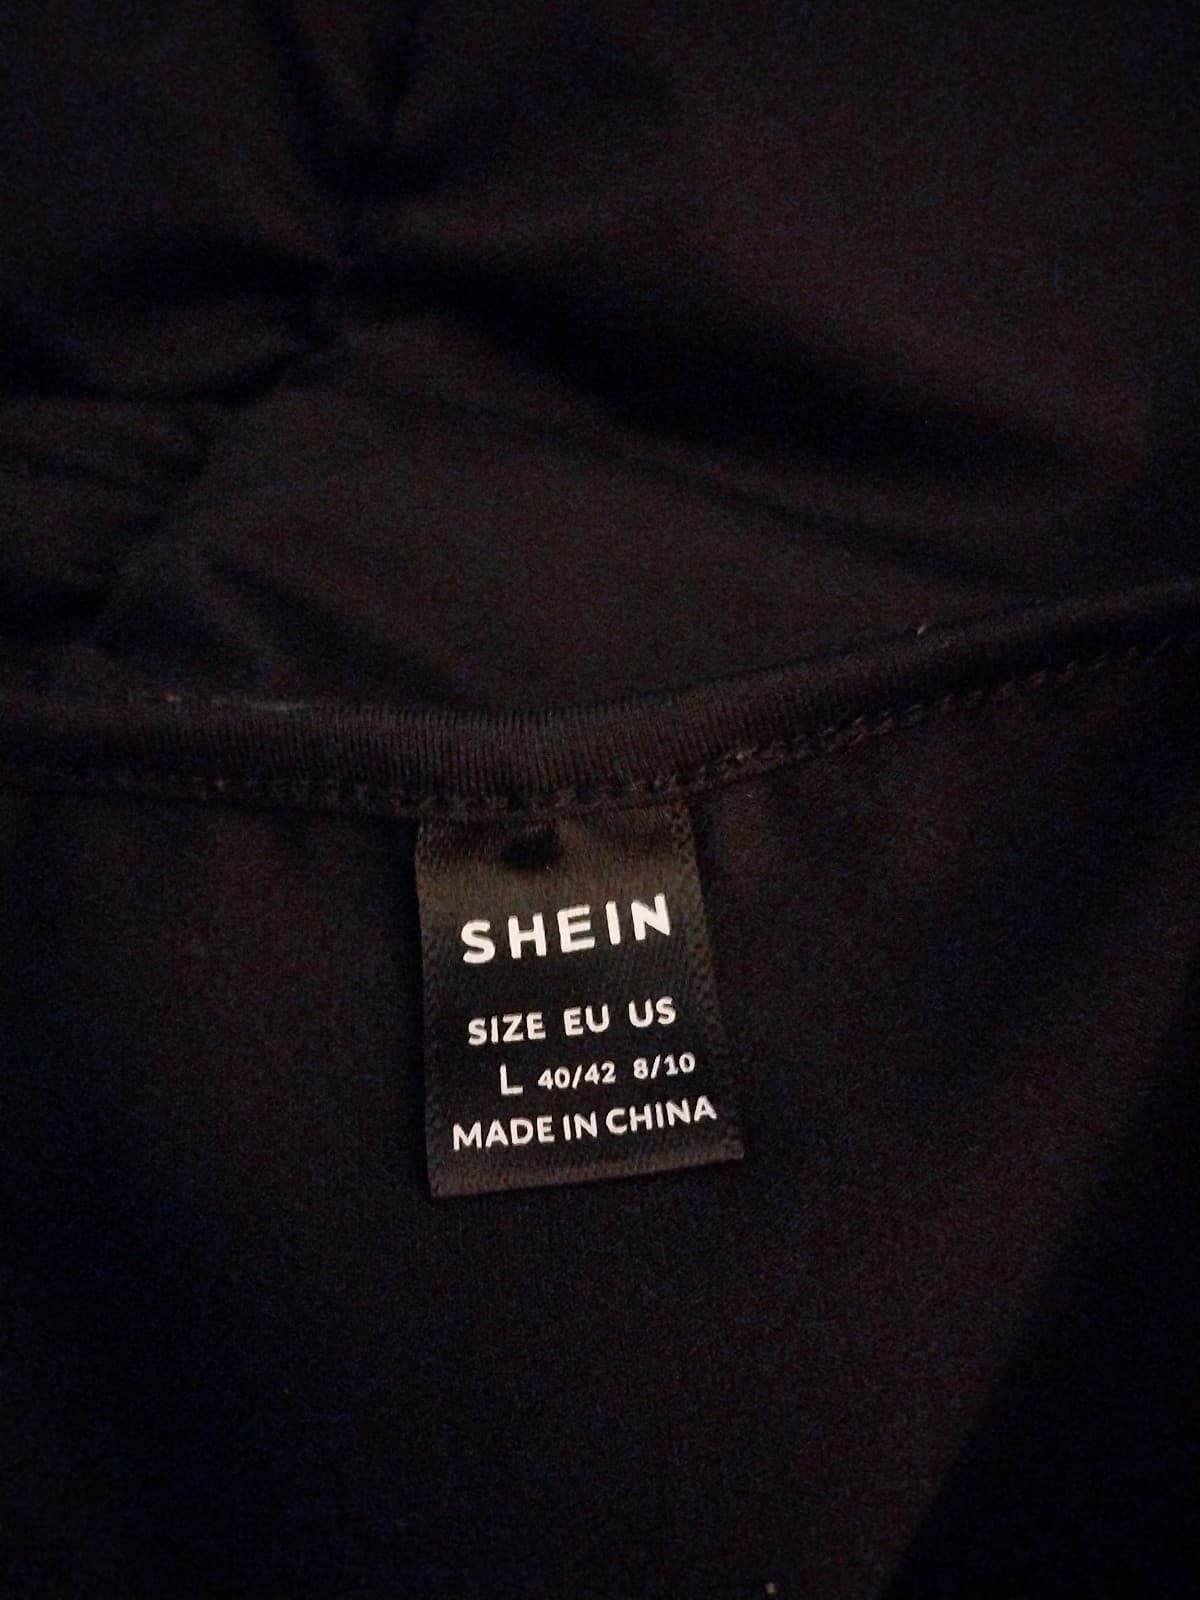 SHEIN
SIZE EU US
L 40/42 8/10
MADE IN CHINA